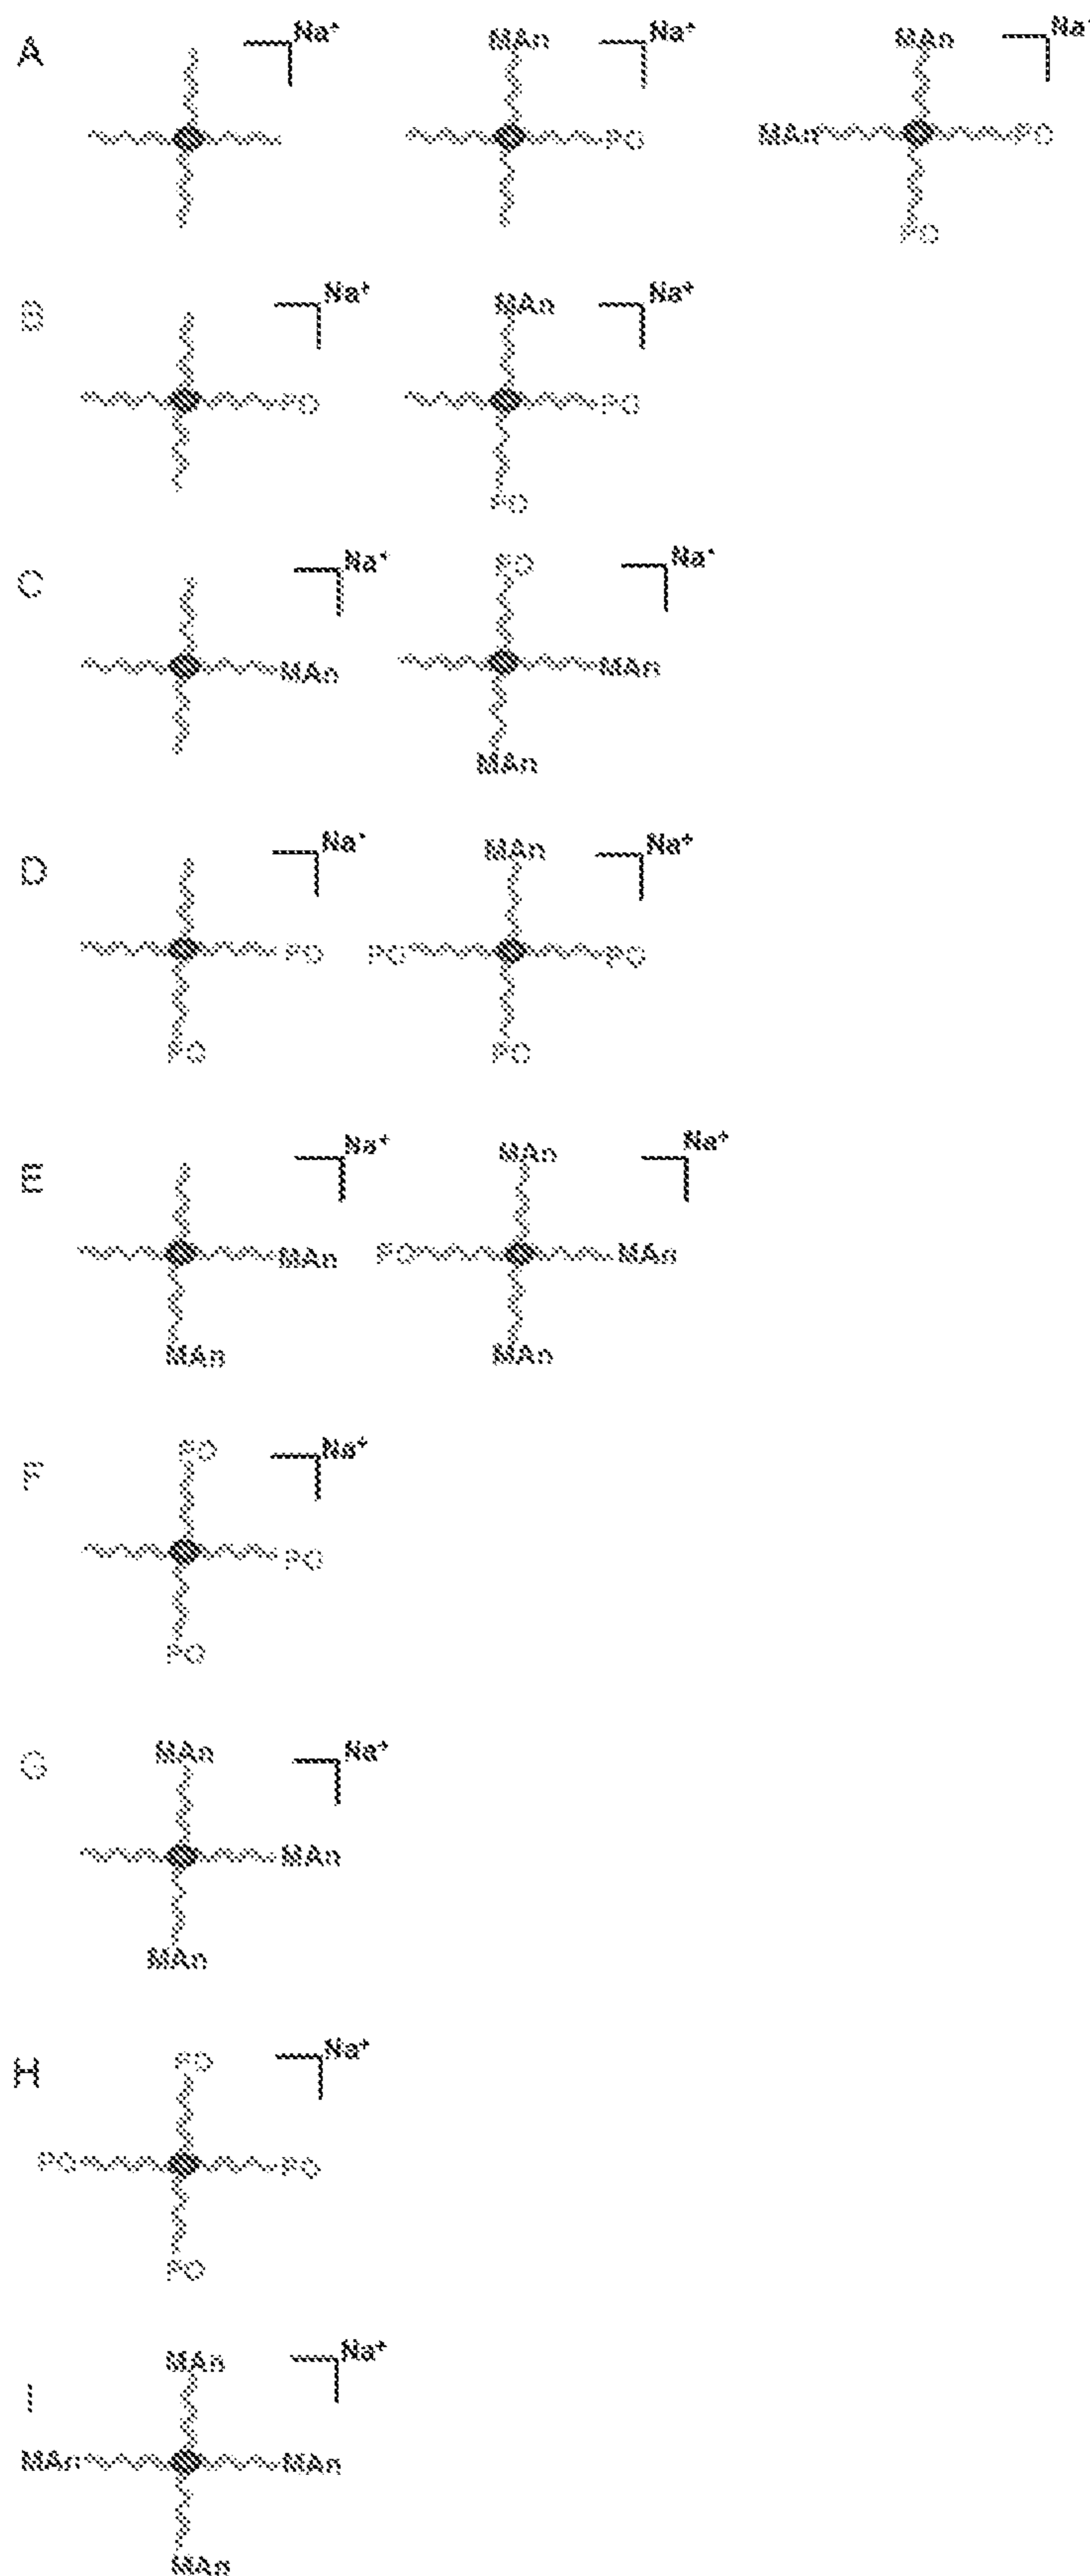 A Na⁺ MAn Na⁺ MAn Na⁺
PO MAn PO
PO
B Na⁺ MAn Na⁺
PO PO
PO
C Na⁺ PO Na⁺
MAn MAn
MAn
D Na⁺ MAn Na⁺
PO PO PO
PO PO
E Na⁺ MAn Na⁺
MAn PO MAn
MAn MAn
F PO Na⁺
PO
PO
G MAn Na⁺
MAn
MAn
H PO Na⁺
PO PO
PO
I MAn Na⁺
MAn MAn
MAn